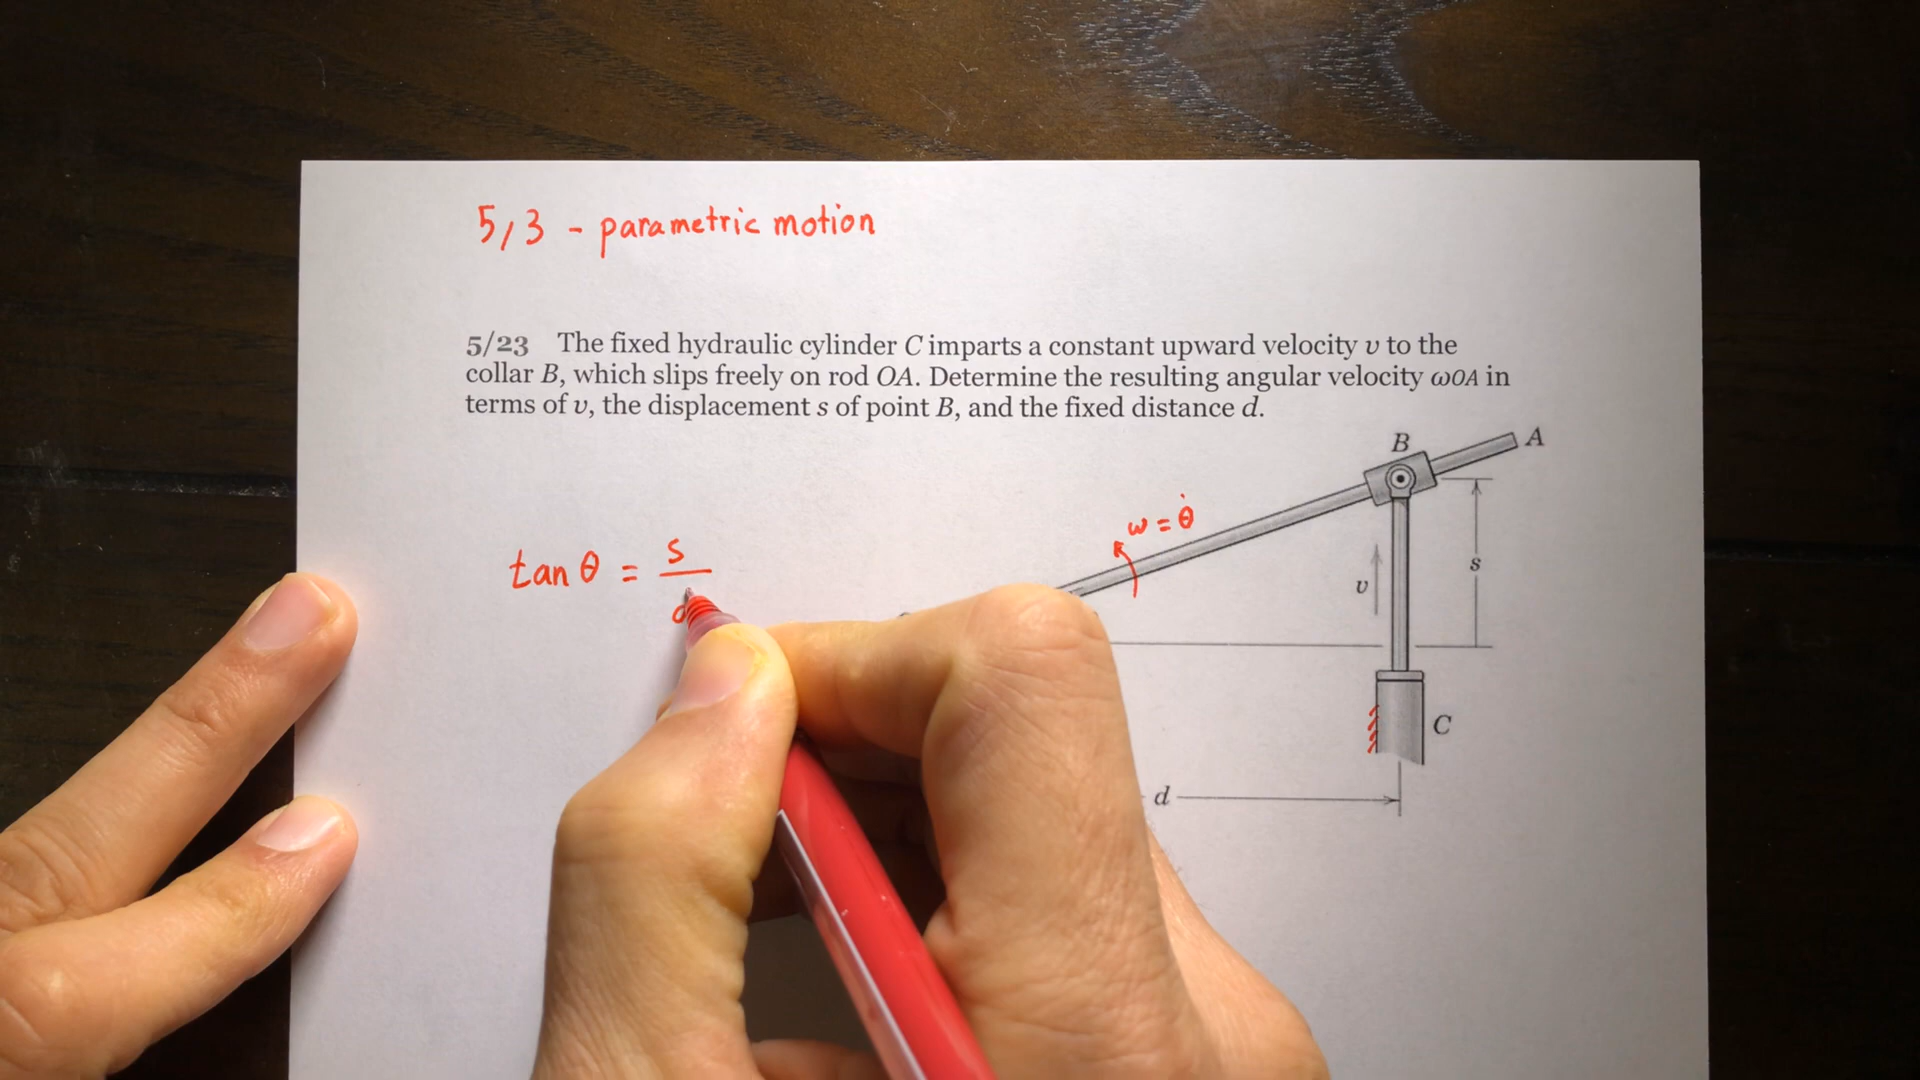 5/3 - parametric motion
5/23 The fixed hydraulic cylinder C imparts a constant upward velocity v to the
collar B, which slips freely on rod OA. Determine the resulting angular velocity ωOA in
terms of v, the displacement s of point B, and the fixed distance d.
B
A
ω = θ̇
tan θ = s
s
v
C
d